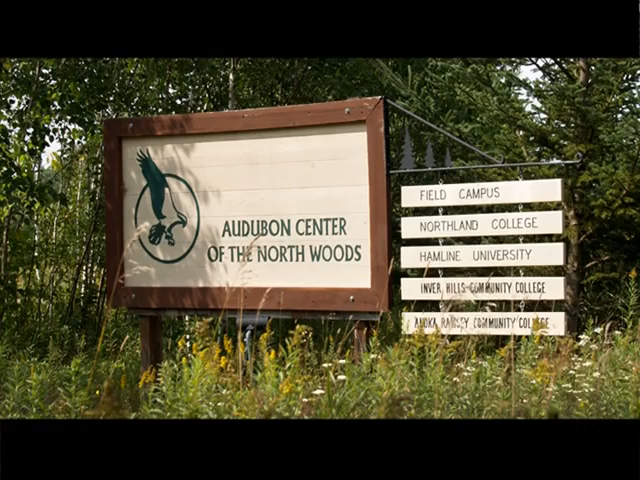 AUDUBON CENTER
OF THE NORTH WOODS
FIELD CAMPUS
NORTHLAND COLLEGE
HAMLINE UNIVERSITY
INVER HILLS COMMUNITY COLLEGE
ANOKA RAMSEY COMMUNITY COLLEGE